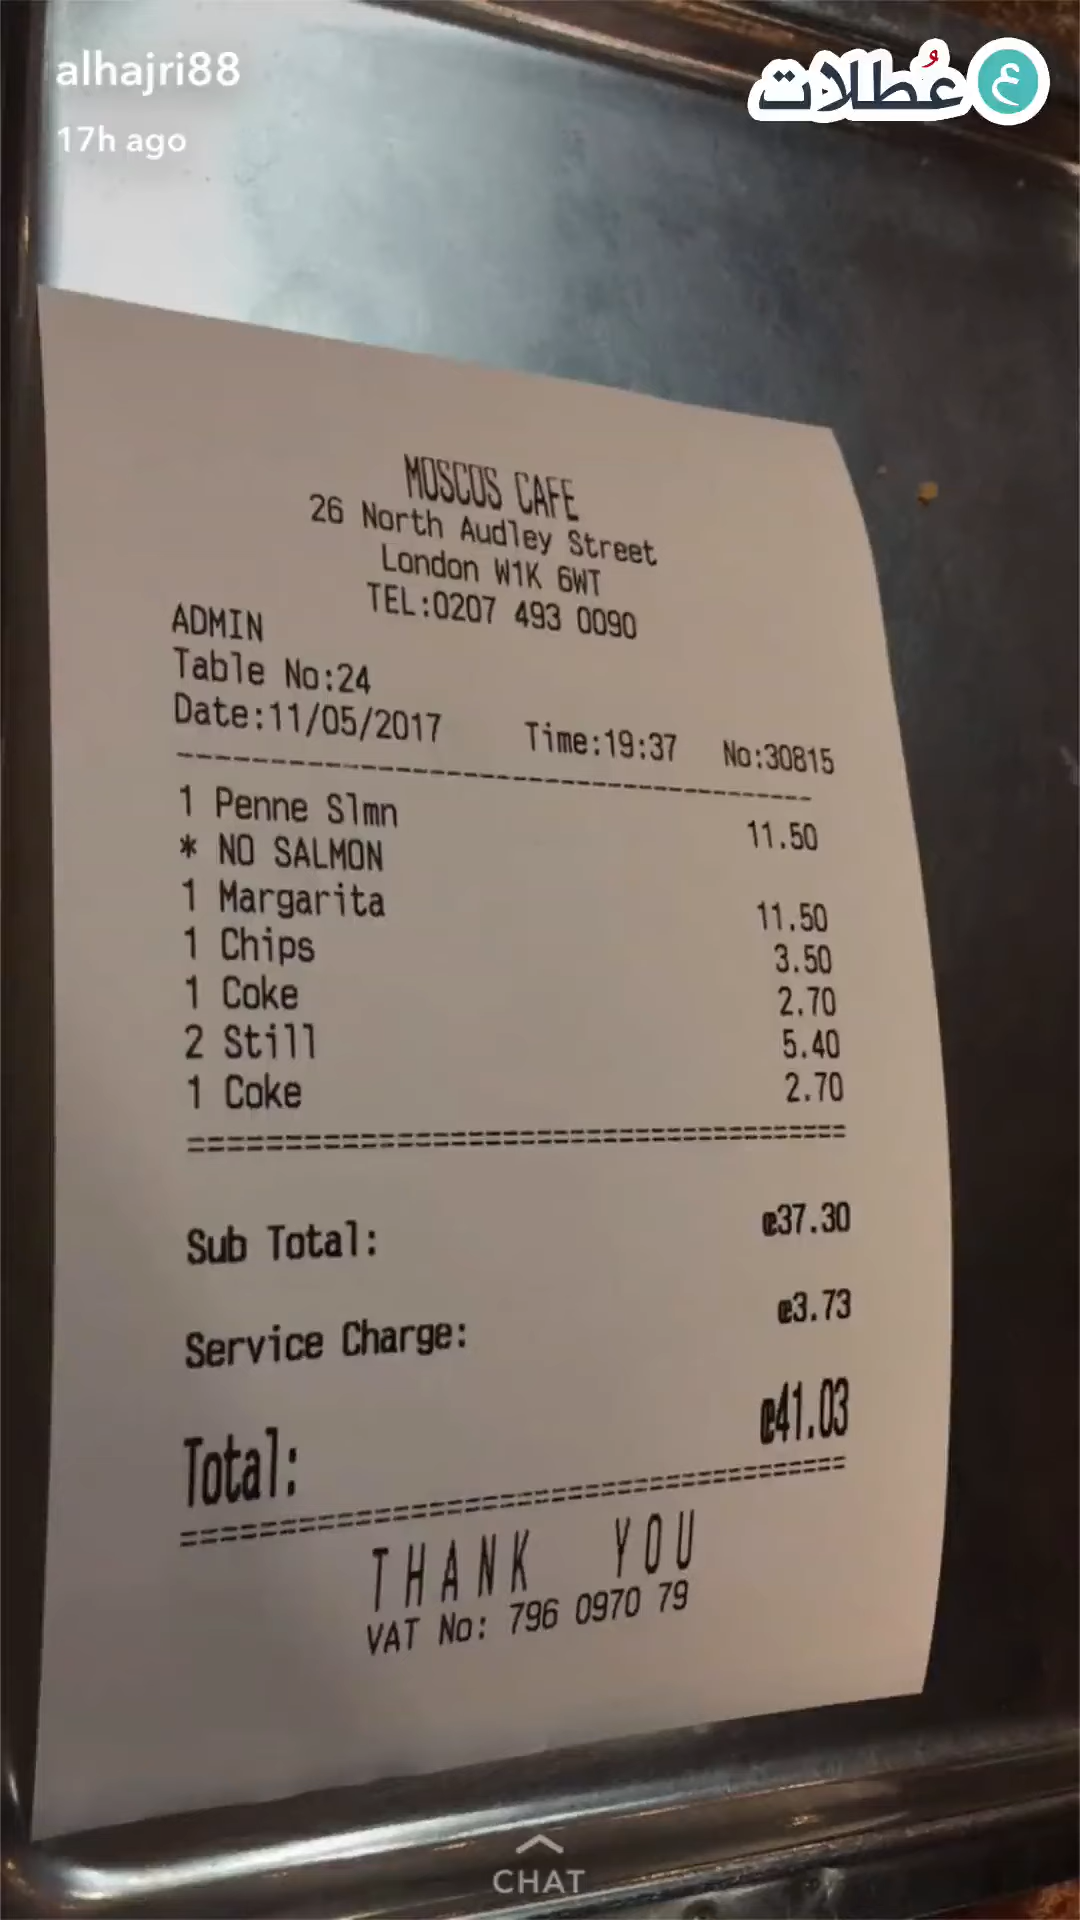 alhajri88
17h ago
عُطلات
ع
MOSCOS CAFE
26 North Audley Street
London W1K 6WT
TEL:0207 493 0090
ADMIN
Table No:24
Date:11/05/2017 Time:19:37 No:30815
1 Penne Slmn 11.50
* NO SALMON
1 Margarita 11.50
1 Chips 3.50
1 Coke 2.70
2 Still 5.40
1 Coke 2.70
Sub Total: e37.30
Service Charge: e3.73
Total: e41.03
THANK YOU
VAT No: 796 0970 79
CHAT